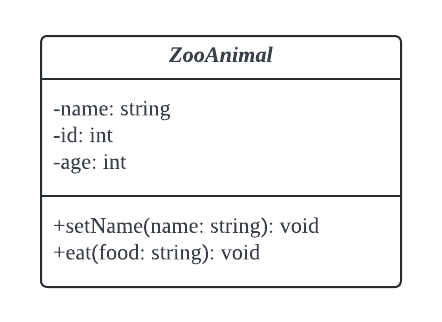 ZooAnimal
-name: string
-id: int
-age: int
+setName(name: string): void
+eat(food: string): void